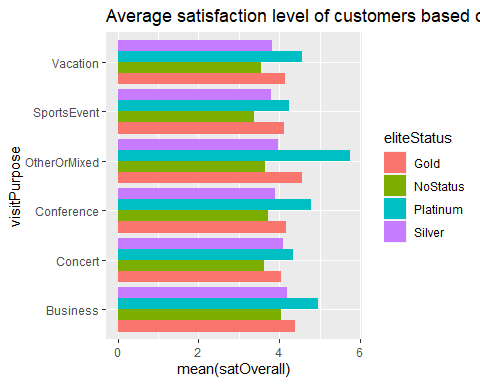 Average satisfaction level of customers based
Vacation
SportsEvent
OtherOrMixed
Conference
Concert
Business
visitPurpose
0 2 4 6
mean(satOverall)
eliteStatus
Gold
NoStatus
Platinum
Silver